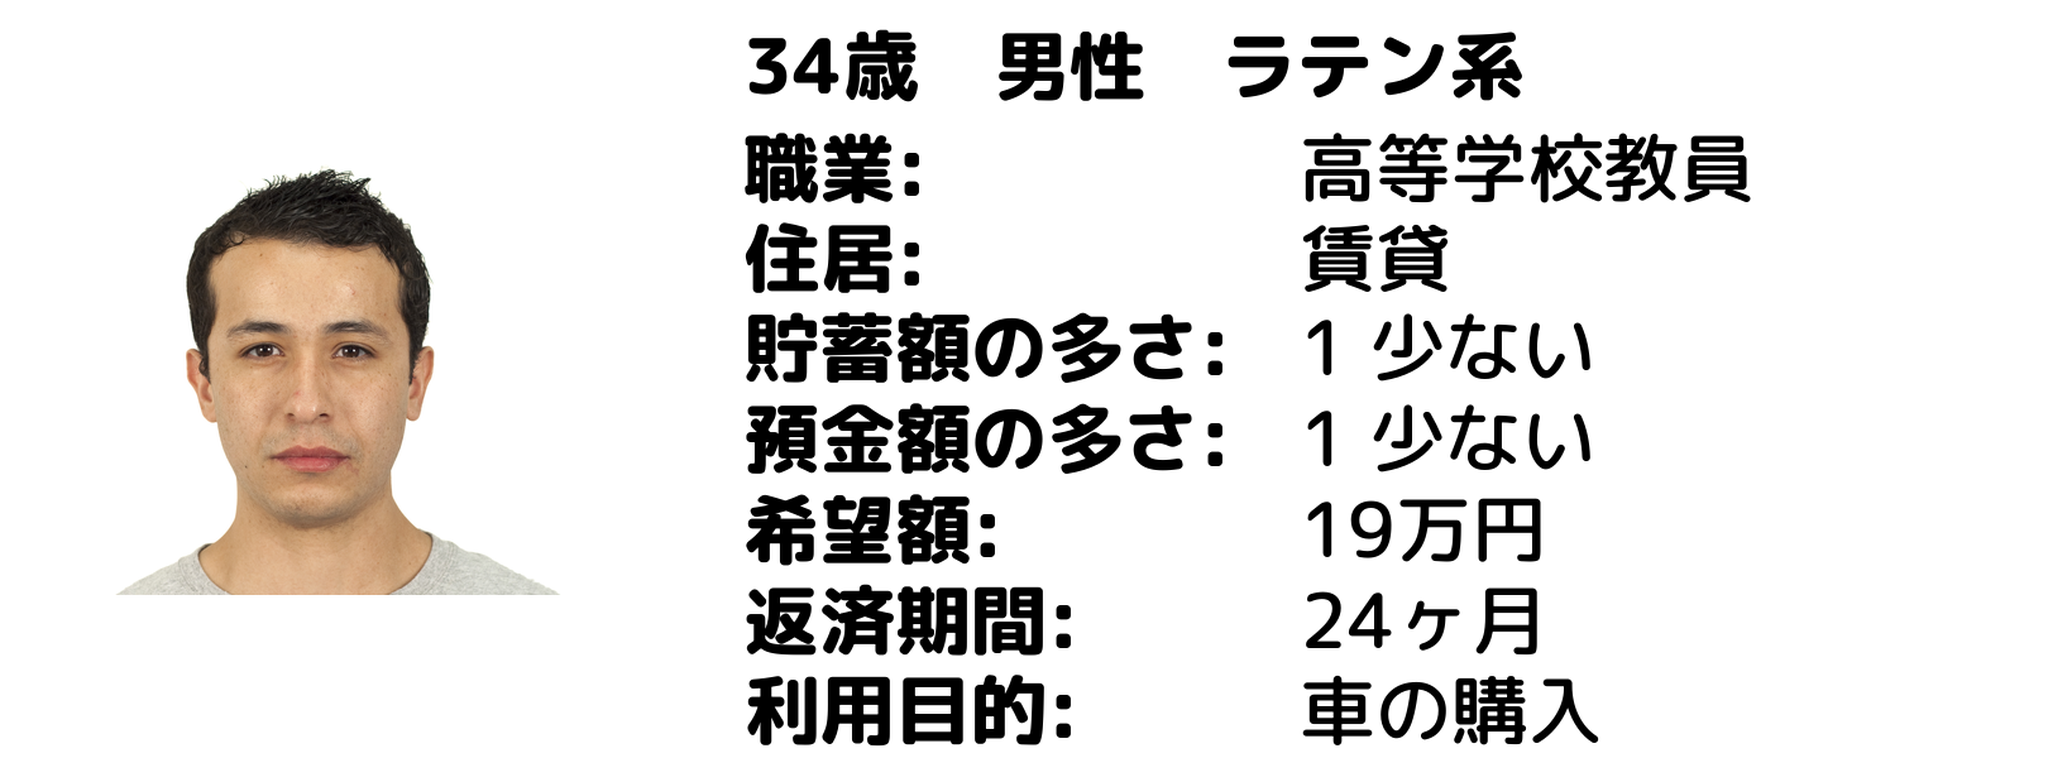 34歳　男性　ラテン系
職業: 高等学校教員
住居: 賃貸
貯蓄額の多さ: 1 少ない
預金額の多さ: 1 少ない
希望額: 19万円
返済期間: 24ヶ月
利用目的: 車の購入